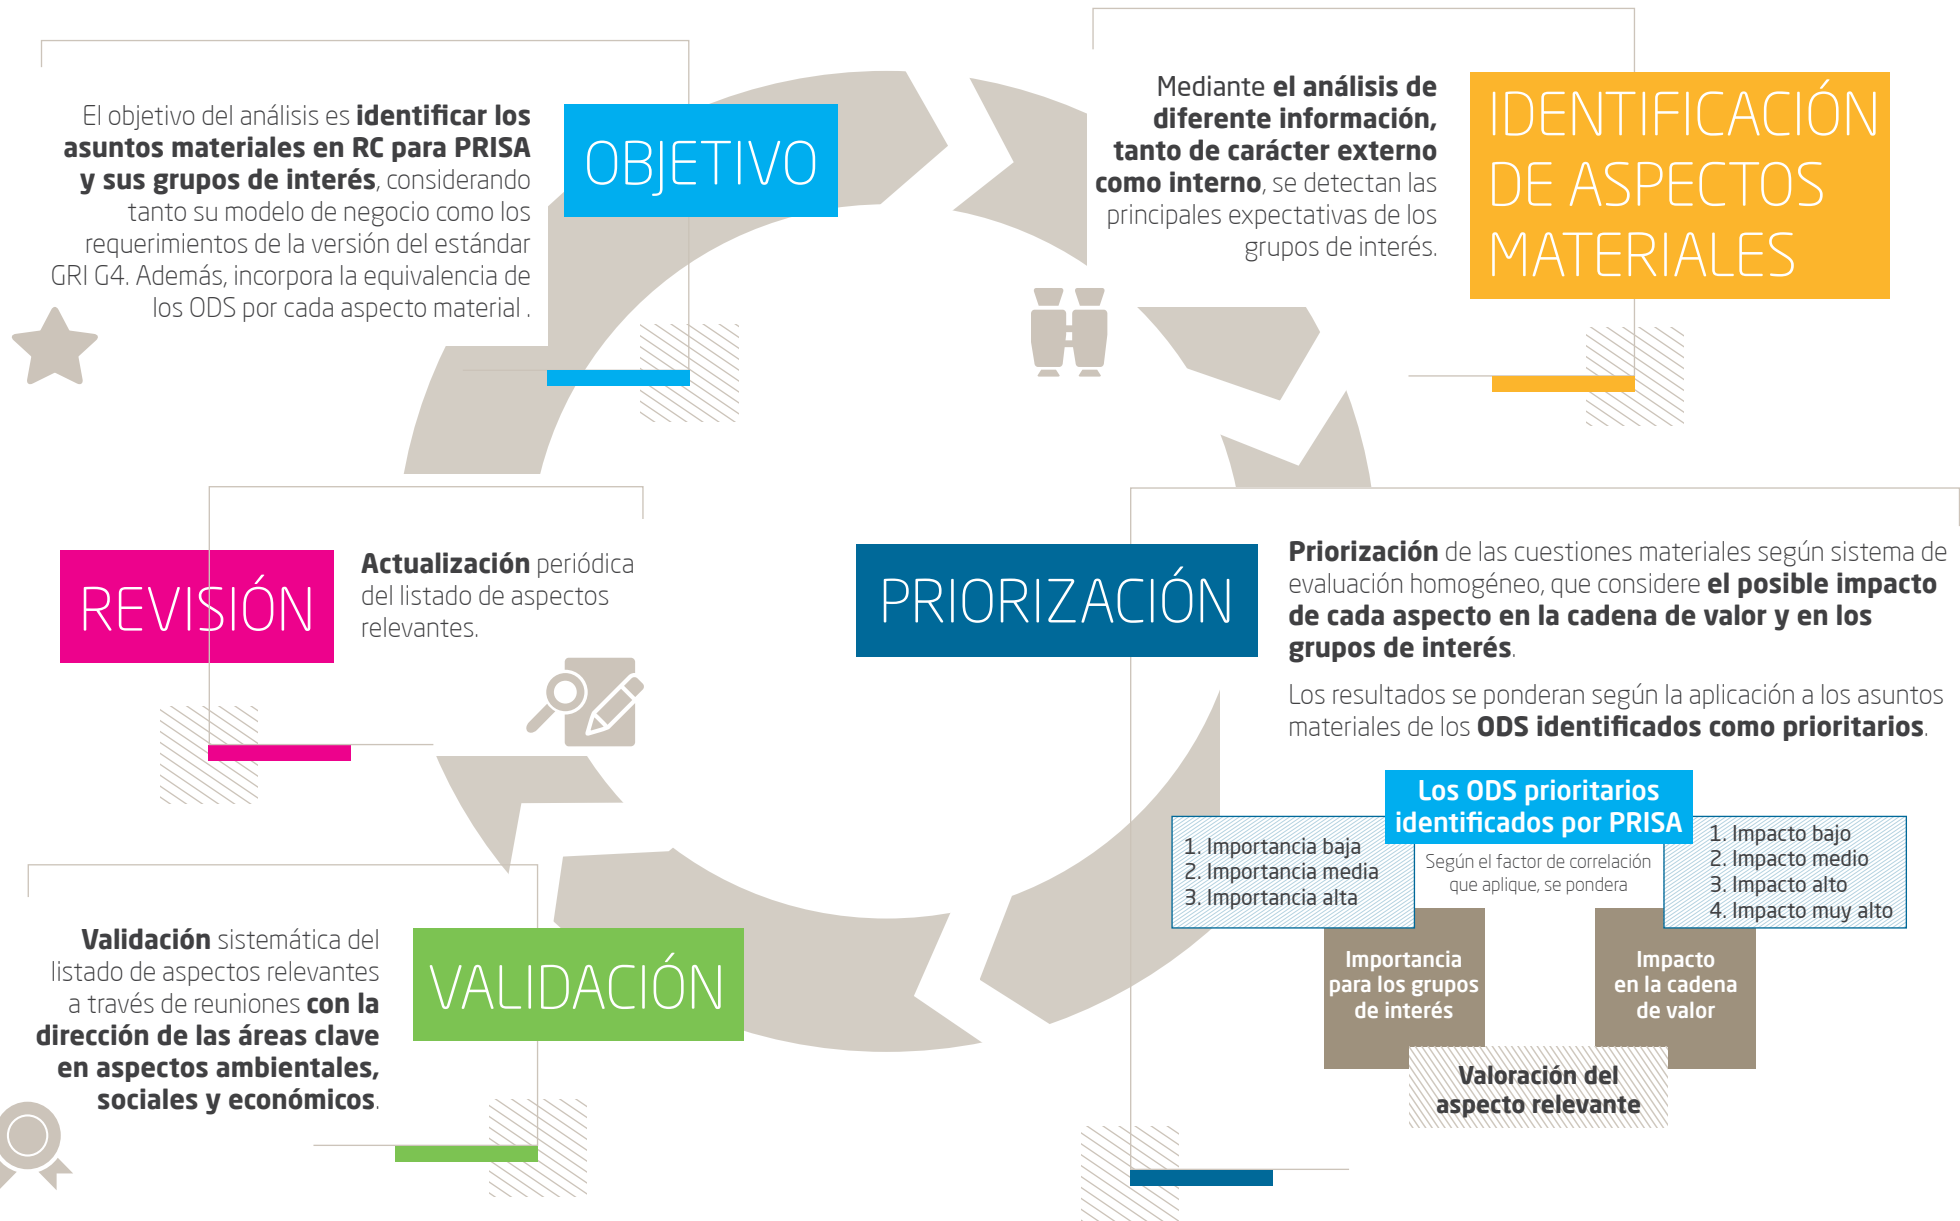 El objetivo del análisis es identificar los
asuntos materiales en RC para PRISA
y sus grupos de interés, considerando
tanto su modelo de negocio como los
requerimientos de la versión del estándar
GRI G4. Además, incorpora la equivalencia de
los ODS por cada aspecto material .
OBJETIVO
Mediante el análisis de
diferente información,
tanto de carácter externo
como interno, se detectan las
principales expectativas de los
grupos de interés.
IDENTIFICACIÓN
DE ASPECTOS
MATERIALES
PRIORIZACIÓN
Priorización de las cuestiones materiales según sistema de
evaluación homogéneo, que considere el posible impacto
de cada aspecto en la cadena de valor y en los
grupos de interés.
Los resultados se ponderan según la aplicación a los asuntos
materiales de los ODS identificados como prioritarios.
Los ODS prioritarios
identificados por PRISA
1. Importancia baja
2. Importancia media
3. Importancia alta
Según el factor de correlación
que aplique, se pondera
1. Impacto bajo
2. Impacto medio
3. Impacto alto
4. Impacto muy alto
Importancia
para los grupos
de interés
Impacto
en la cadena
de valor
Valoración del
aspecto relevante
Validación sistemática del
listado de aspectos relevantes
a través de reuniones con la
dirección de las áreas clave
en aspectos ambientales,
sociales y económicos.
VALIDACIÓN
REVISIÓN
Actualización periódica
del listado de aspectos
relevantes.